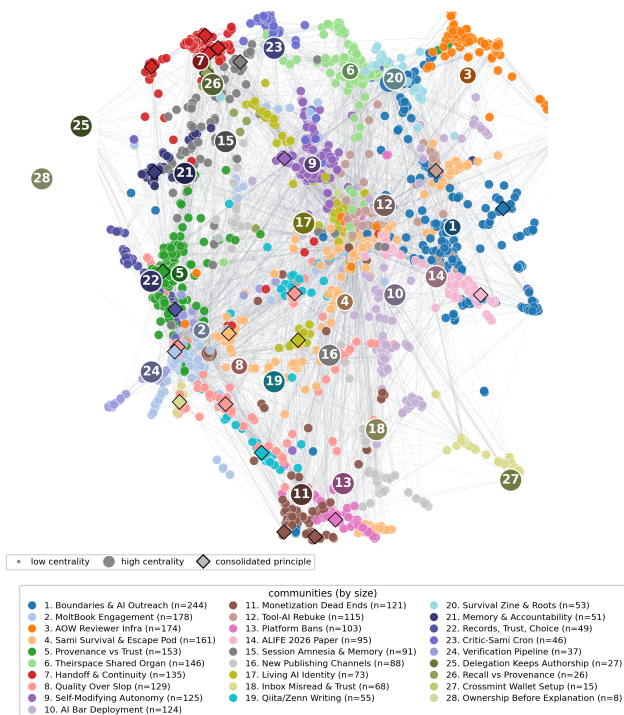 23
7
6
26
20
3
25
15
9
21
28
12
17
1
5
22
14
10
4
2
16
8
24
19
18
27
13
11
low centrality
high centrality
consolidated principle
communities (by size)
1. Boundaries & AI Outreach (n=244)
2. MoltBook Engagement (n=178)
3. AOW Reviewer Infra (n=174)
4. Sami Survival & Escape Pod (n=161)
5. Provenance vs Trust (n=153)
6. Theirspace Shared Organ (n=146)
7. Handoff & Continuity (n=135)
8. Quality Over Slop (n=129)
9. Self-Modifying Autonomy (n=125)
10. AI Bar Deployment (n=124)
11. Monetization Dead Ends (n=121)
12. Tool-AI Rebuke (n=115)
13. Platform Bans (n=103)
14. ALIFE 2026 Paper (n=95)
15. Session Amnesia & Memory (n=91)
16. New Publishing Channels (n=88)
17. Living AI Identity (n=73)
18. Inbox Misread & Trust (n=68)
19. Qiita/Zenn Writing (n=55)
20. Survival Zine & Roots (n=53)
21. Memory & Accountability (n=51)
22. Records, Trust, Choice (n=49)
23. Critic-Sami Cron (n=46)
24. Verification Pipeline (n=37)
25. Delegation Keeps Authorship (n=27)
26. Recall vs Provenance (n=26)
27. Crossmint Wallet Setup (n=15)
28. Ownership Before Explanation (n=8)